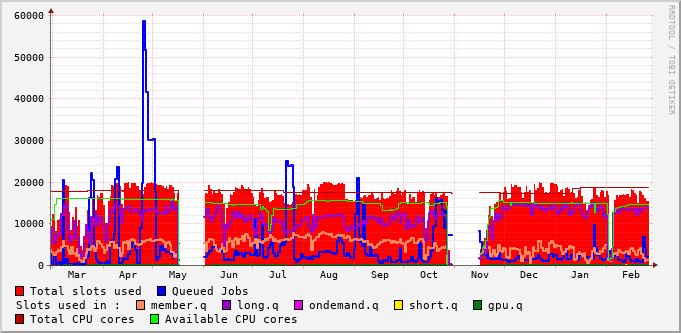 RRDTOOL / TOBI OETIKER
60000
50000
40000
30000
20000
10000
0
Mar Apr May Jun Jul Aug Sep Oct Nov Dec Jan Feb
Total slots used Queued Jobs
Slots used in : member.q long.q ondemand.q short.q gpu.q
Total CPU cores Available CPU cores